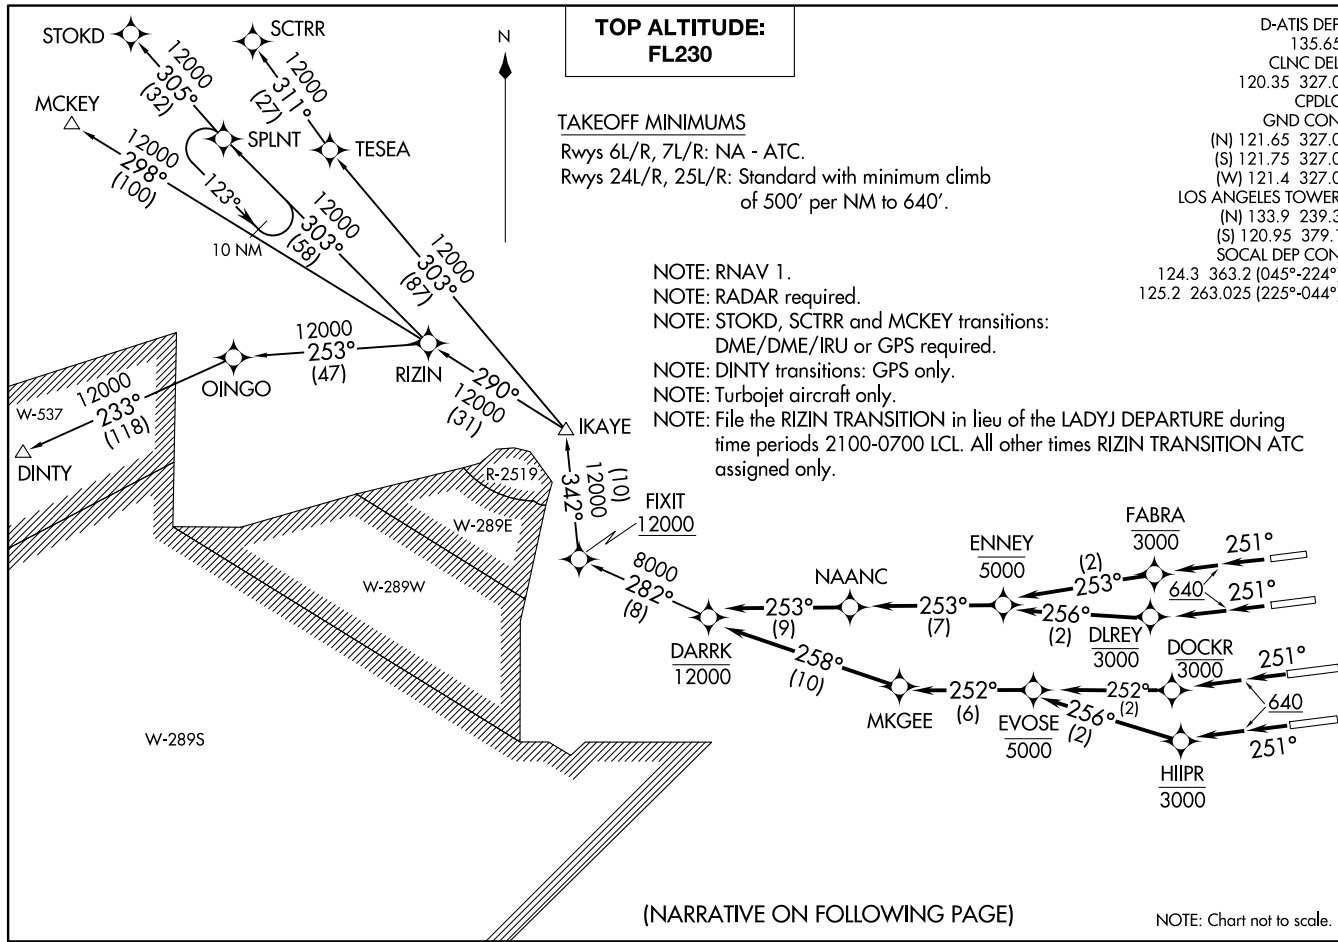 TOP ALTITUDE:
FL230
D-ATIS DEP
135.65
CLNC DEL
120.35 327.0
CPDLC
GND CON
(N) 121.65 327.0
(S) 121.75 327.0
(W) 121.4 327.0
LOS ANGELES TOWER
(N) 133.9 239.3
(S) 120.95 379.1
SOCAL DEP CON
124.3 363.2 (045°-224°)
125.2 263.025 (225°-044°)
N
TAKEOFF MINIMUMS
Rwys 6L/R, 7L/R: NA - ATC.
Rwys 24L/R, 25L/R: Standard with minimum climb
of 500' per NM to 640'.
NOTE: RNAV 1.
NOTE: RADAR required.
NOTE: STOKD, SCTRR and MCKEY transitions:
DME/DME/IRU or GPS required.
NOTE: DINTY transitions: GPS only.
NOTE: Turbojet aircraft only.
NOTE: File the RIZIN TRANSITION in lieu of the LADYJ DEPARTURE during
time periods 2100-0700 LCL. All other times RIZIN TRANSITION ATC
assigned only.
STOKD
12000
305°
(32)
SCTRR
12000
311°
(27)
MCKEY
12000
298°
(100)
SPLNT
TESEA
123°
10 NM
12000
303°
(58)
12000
303°
(87)
12000
253°
(47)
OINGO
RIZIN
290°
12000
(31)
IKAYE
W-537
12000
233°
(118)
DINTY
R-2519
W-289E
W-289W
W-289S
(10)
12000
342°
FIXIT
12000
8000
282°
(8)
DARRK
12000
253°
(9)
NAANC
253°
(7)
ENNEY
5000
(2)
253°
FABRA
3000
251°
640
256°
(2)
DLREY
3000
251°
258°
(10)
MKGEE
252°
(6)
EVOSE
5000
252°
(2)
DOCKR
3000
251°
640
256°
(2)
HIIPR
3000
251°
(NARRATIVE ON FOLLOWING PAGE)
NOTE: Chart not to scale.